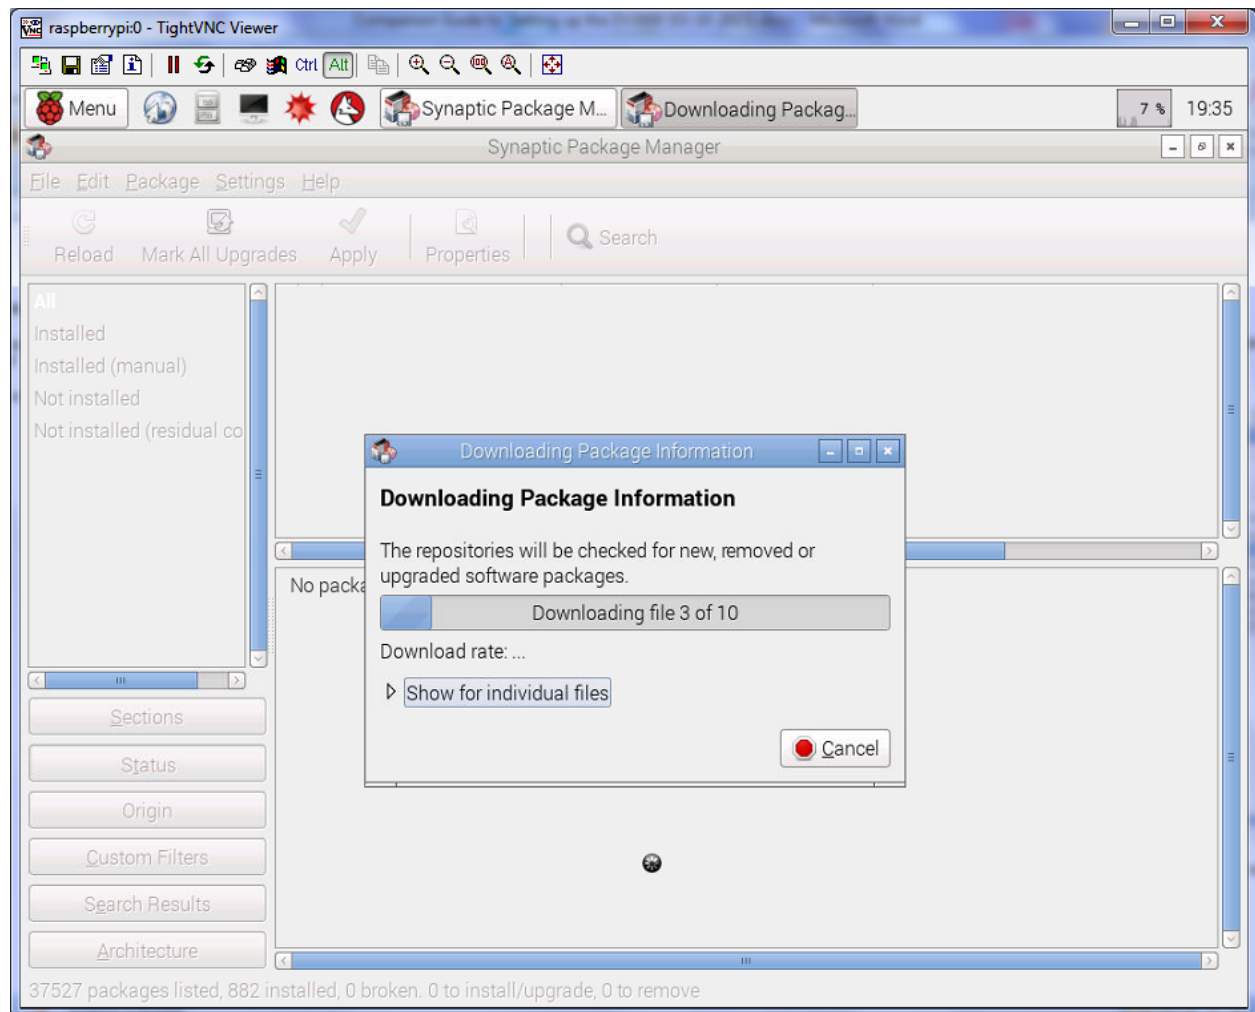 raspberrypi:0 - TightVNC Viewer
Ctrl Alt
Menu Synaptic Package M... Downloading Packag... 7 % 19:35
Synaptic Package Manager
File Edit Package Settings Help
Reload Mark All Upgrades Apply Properties Search
All
Installed
Installed (manual)
Not installed
Not installed (residual co
No packa
Downloading Package Information
Downloading Package Information
The repositories will be checked for new, removed or
upgraded software packages.
Downloading file 3 of 10
Download rate: ...
Show for individual files
Cancel
Sections
Status
Origin
Custom Filters
Search Results
Architecture
37527 packages listed, 882 installed, 0 broken. 0 to install/upgrade, 0 to remove